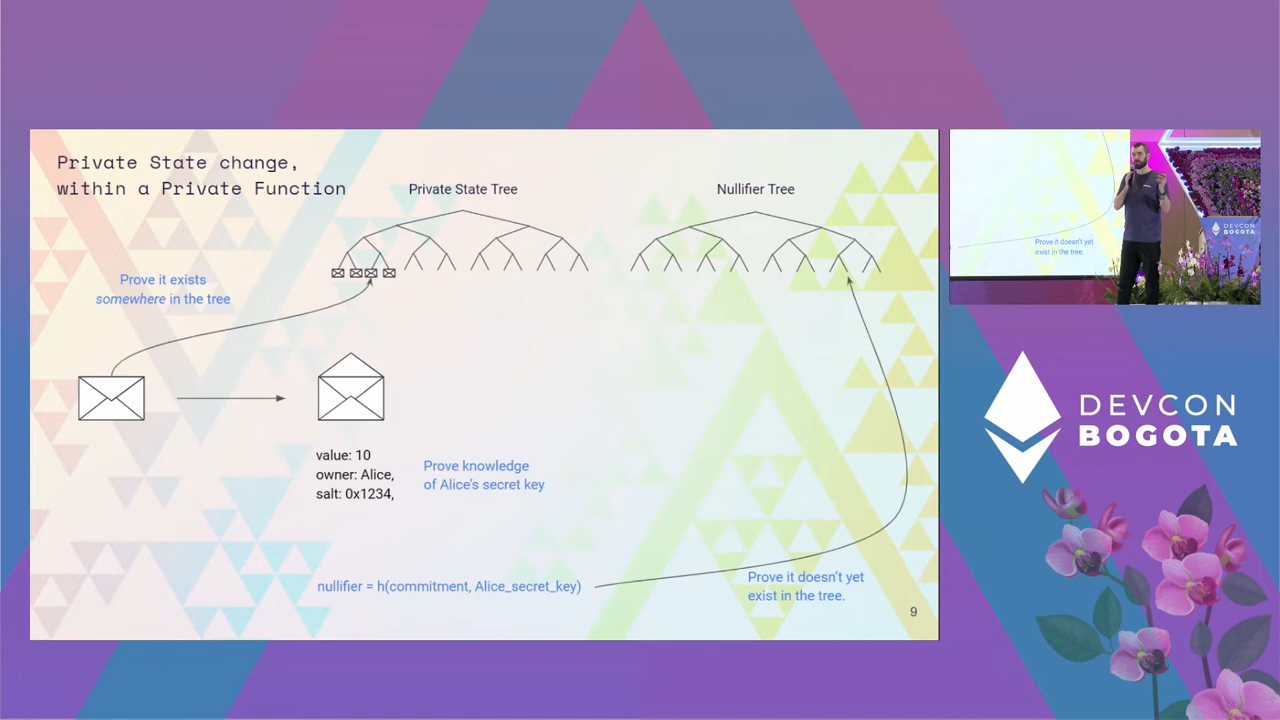 Private State change,
within a Private Function
Private State Tree
Nullifier Tree
Prove it exists
somewhere in the tree
value: 10
owner: Alice,
salt: 0x1234,
Prove knowledge
of Alice's secret key
nullifier = h(commitment, Alice_secret_key)
Prove it doesn't yet
exist in the tree.
9
Prove it doesn't yet
exist in the tree.
DEVCON
BOGOTA
DEVCON
BOGOTA